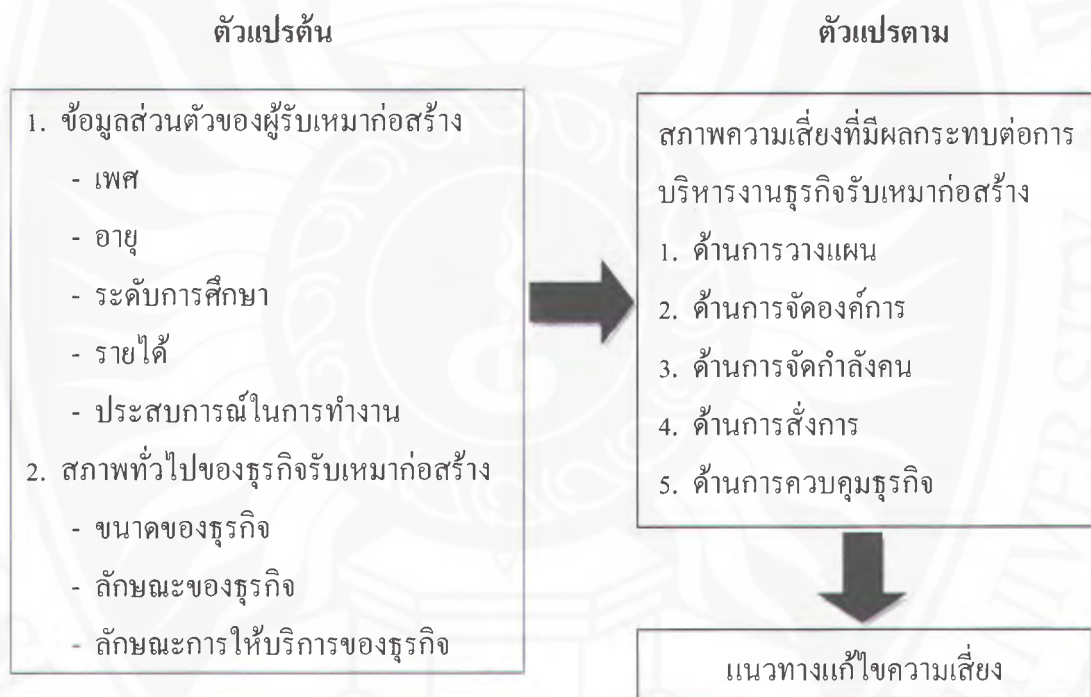 ตัวแปรต้น
1. ข้อมูลส่วนตัวของผู้รับเหมาก่อสร้าง
- เพศ
- อายุ
- ระดับการศึกษา
- รายได้
- ประสบการณ์ในการทำงาน
2. สภาพทั่วไปของธุรกิจรับเหมาก่อสร้าง
- ขนาดของธุรกิจ
- ลักษณะของธุรกิจ
- ลักษณะการให้บริการของธุรกิจ
ตัวแปรตาม
สภาพความเสี่ยงที่มีผลกระทบต่อการ
บริหารงานธุรกิจรับเหมาก่อสร้าง
1. ด้านการวางแผน
2. ด้านการจัดองค์การ
3. ด้านการจัดกำลังคน
4. ด้านการสั่งการ
5. ด้านการควบคุมธุรกิจ
แนวทางแก้ไขความเสี่ยง